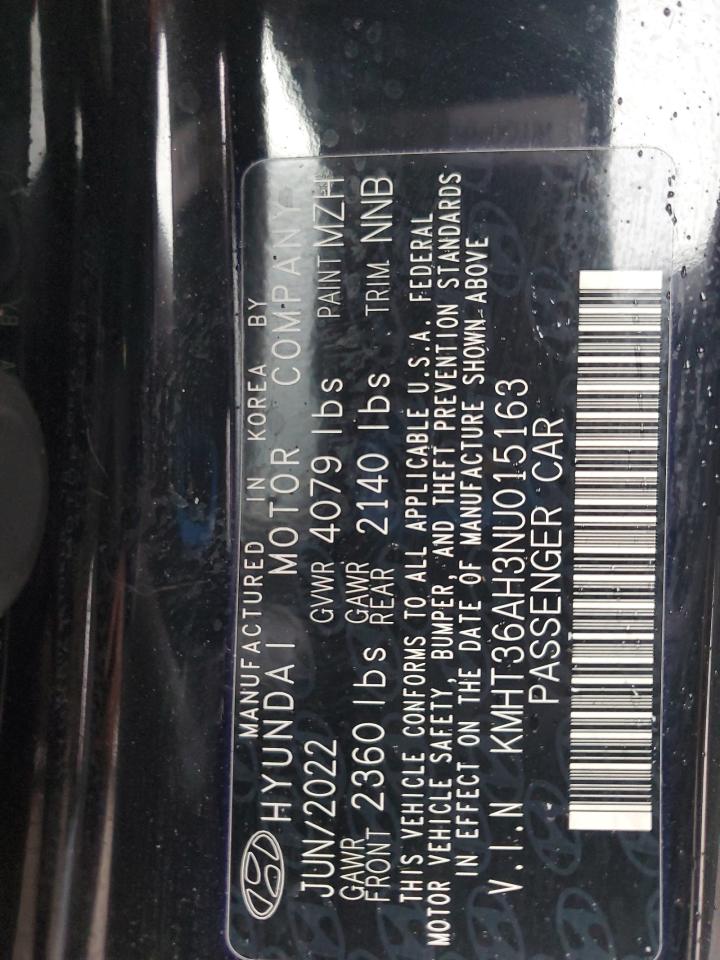 MANUFACTURED IN KOREA BY
HYUNDAI MOTOR COMPANY
JUN/2022 GVWR 4079 lbs PAINT MZH
GAWR FRONT 2360 lbs GAWR REAR 2140 lbs TRIM NNB
THIS VEHICLE CONFORMS TO ALL APPLICABLE U.S.A. FEDERAL
MOTOR VEHICLE SAFETY, BUMPER, AND THEFT PREVENTION STANDARDS
IN EFFECT ON THE DATE OF MANUFACTURE SHOWN ABOVE
V.I.N KMHT36AH3NU015163
PASSENGER CAR